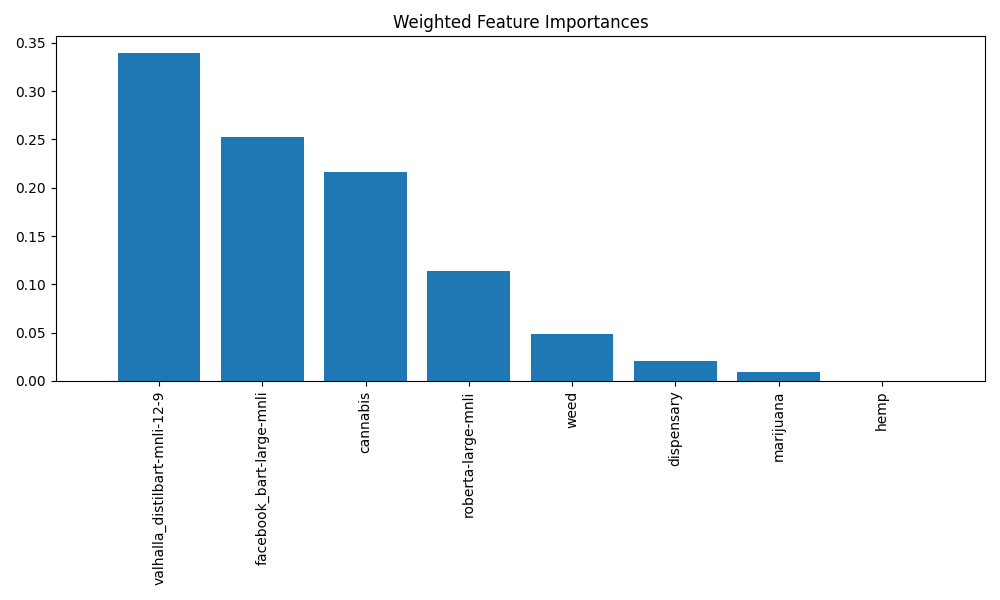 Weighted Feature Importances
0.35
0.30
0.25
0.20
0.15
0.10
0.05
0.00
valhalla_distilbart-mnli-12-9
facebook_bart-large-mnli
cannabis
roberta-large-mnli
weed
dispensary
marijuana
hemp